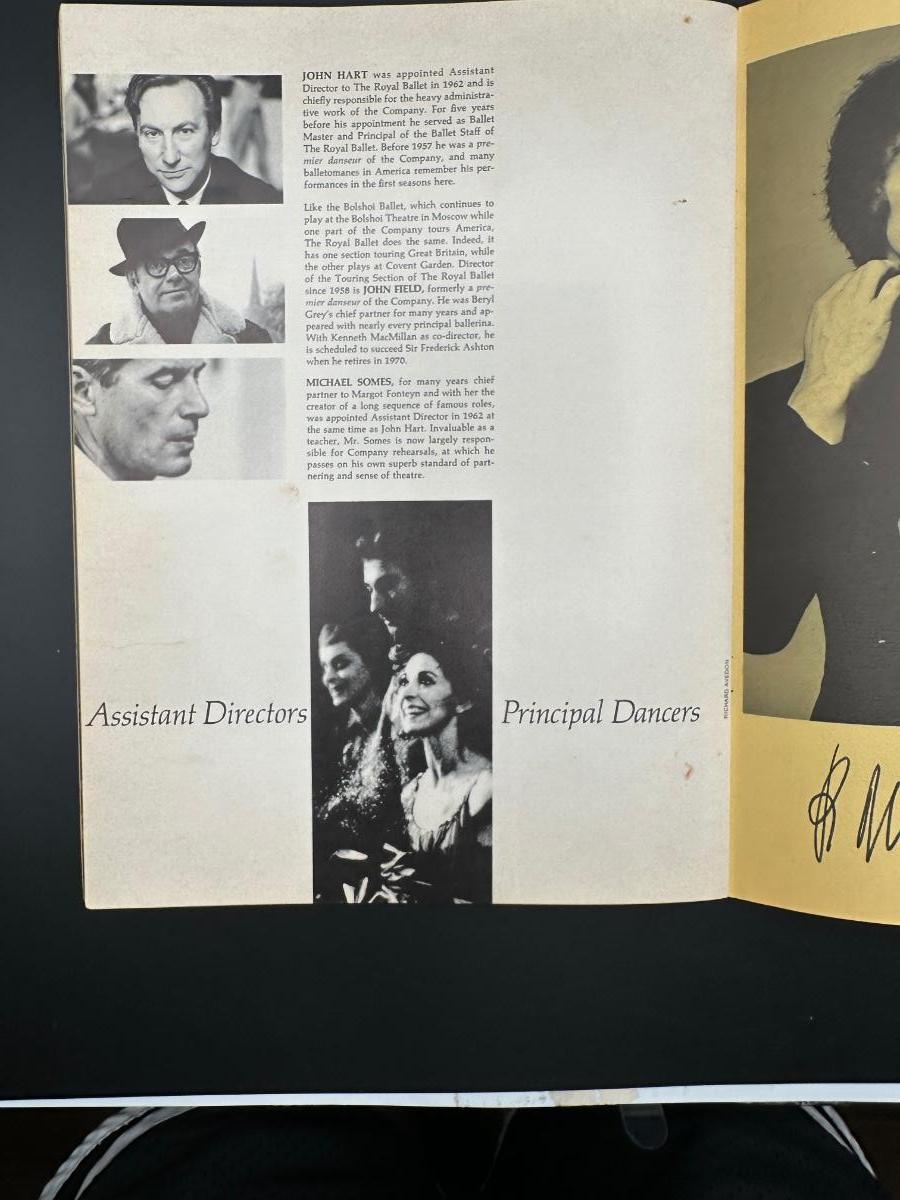 JOHN HART was appointed Assistant
Director to The Royal Ballet in 1962 and is
chiefly responsible for the heavy administra-
tive work of the Company. For five years
before his appointment he served as Ballet
Master and Principal of the Ballet Staff of
The Royal Ballet. Before 1957 he was a pre-
mier danseur of the Company, and many
balletomanes in America remember his per-
formances in the first seasons here.
Like the Bolshoi Ballet, which continues to
play at the Bolshoi Theatre in Moscow while
one part of the Company tours America,
The Royal Ballet does the same. Indeed, it
has one section touring Great Britain, while
the other plays at Covent Garden. Director
of the Touring Section of The Royal Ballet
since 1958 is JOHN FIELD, formerly a pre-
mier danseur of the Company. He was Beryl
Grey's chief partner for many years and ap-
peared with nearly every principal ballerina.
With Kenneth MacMillan as co-director, he
is scheduled to succeed Sir Frederick Ashton
when he retires in 1970.
MICHAEL SOMES, for many years chief
partner to Margot Fonteyn and with her the
creator of a long sequence of famous roles,
was appointed Assistant Director in 1962 at
the same time as John Hart. Invaluable as a
teacher, Mr. Somes is now largely respon-
sible for Company rehearsals, at which he
passes on his own superb standard of part-
nering and sense of theatre.
Assistant Directors
Principal Dancers
RICHARD AVEDON